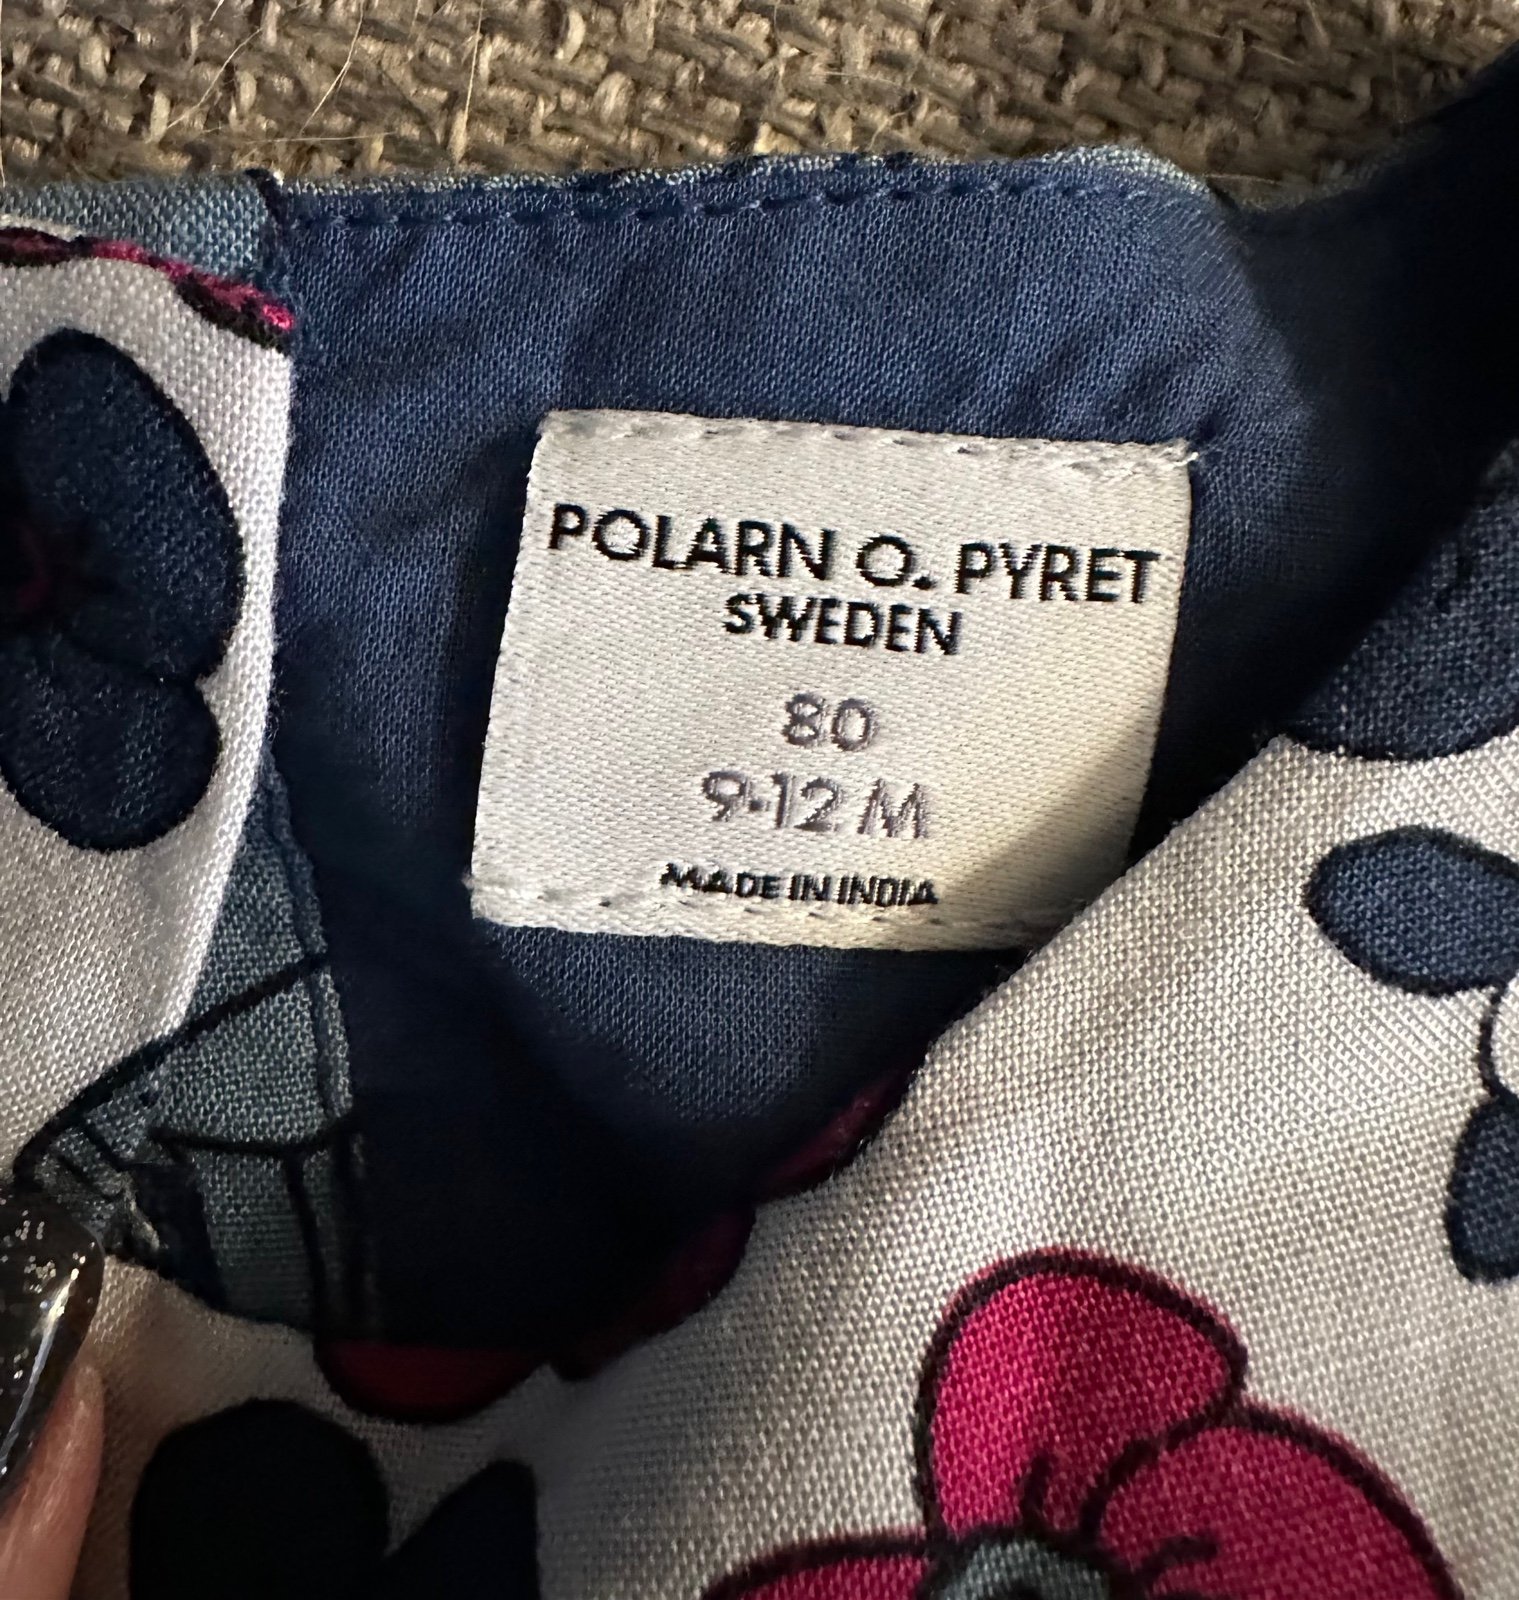 POLARN O. PYRET
SWEDEN
80
9-12 M
MADE IN INDIA